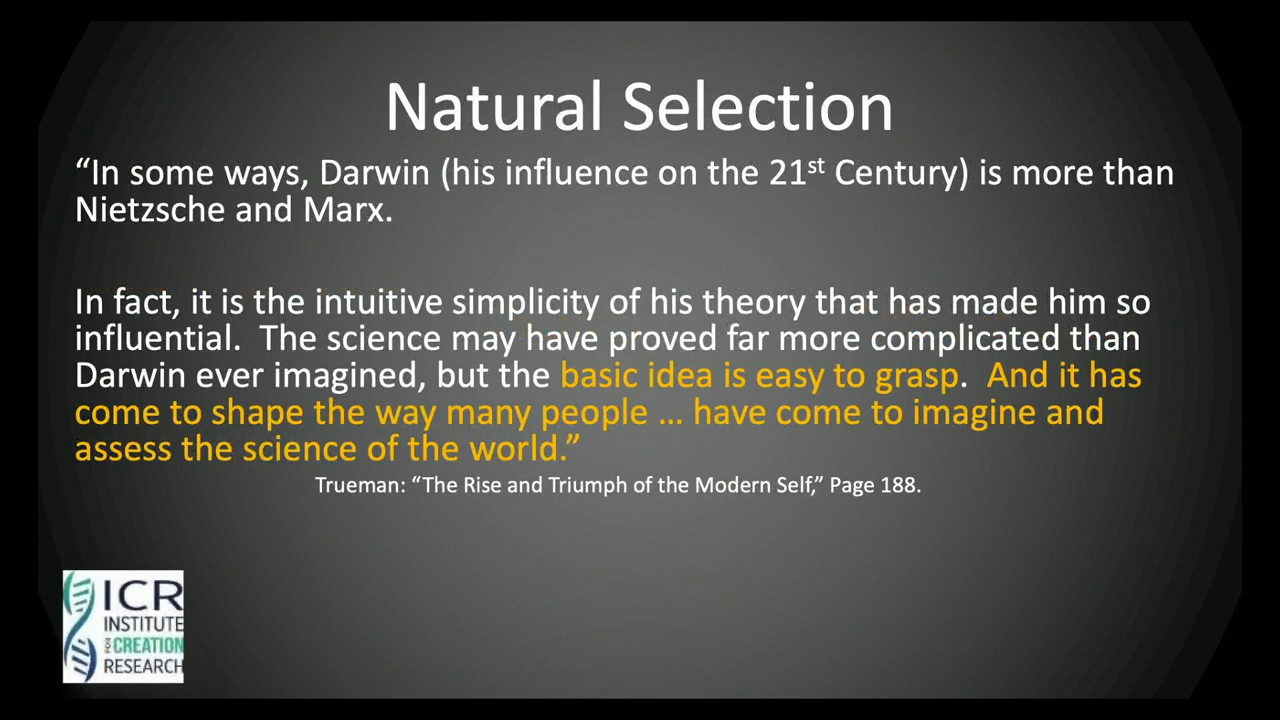 Natural Selection
“In some ways, Darwin (his influence on the 21st Century) is more than
Nietzsche and Marx.
In fact, it is the intuitive simplicity of his theory that has made him so
influential.  The science may have proved far more complicated than
Darwin ever imagined, but the basic idea is easy to grasp.  And it has
come to shape the way many people ... have come to imagine and
assess the science of the world.”
Trueman: “The Rise and Triumph of the Modern Self,” Page 188.
ICR
INSTITUTE
FOR CREATION
RESEARCH